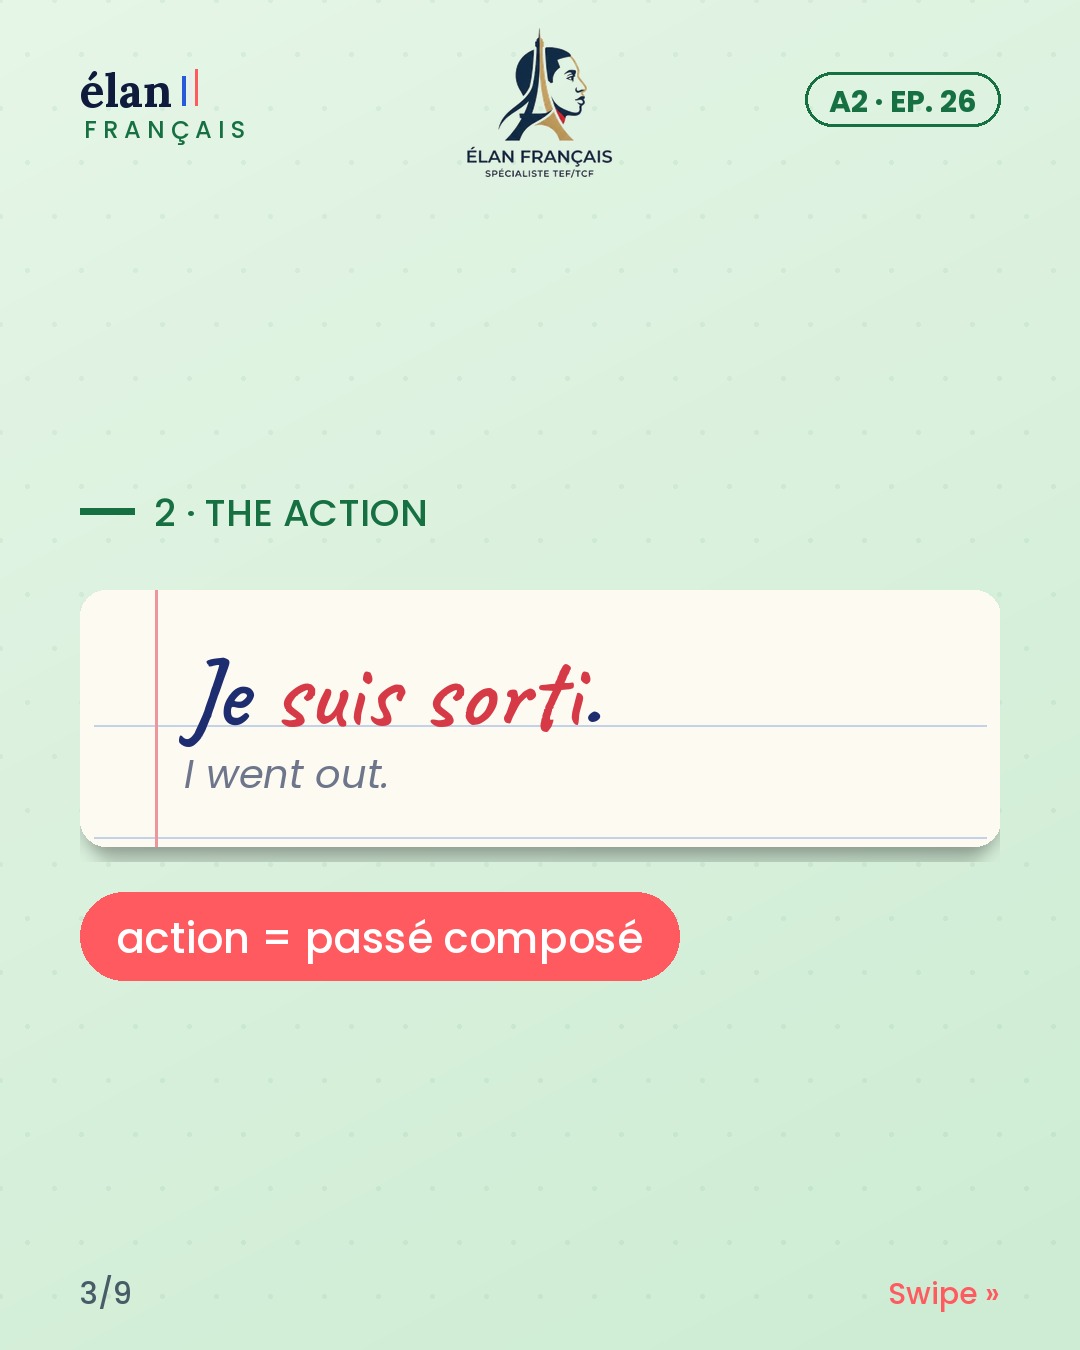 élan
FRANÇAIS
ÉLAN FRANÇAIS
SPÉCIALISTE TEF/TCF
A2 · EP. 26
2 · THE ACTION
Je suis sorti.
I went out.
action = passé composé
3/9
Swipe »